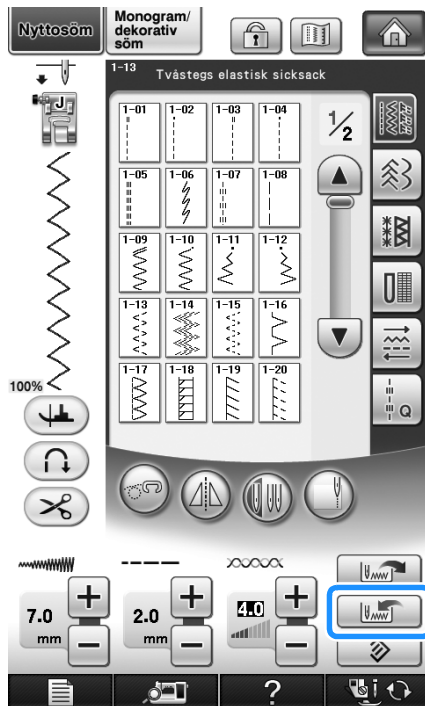 Nyttosöm
Monogram/
dekorativ
söm
1-13
Tvåstegs elastisk sicksack
J
1-01 1-02 1-03 1-04
1/2
1-05 1-06 1-07 1-08
1-09 1-10 1-11 1-12
1-13 1-14 1-15 1-16
1-17 1-18 1-19 1-20
Q
100%
7.0
mm
2.0
mm
4.0
+ + +
− − −
?
i